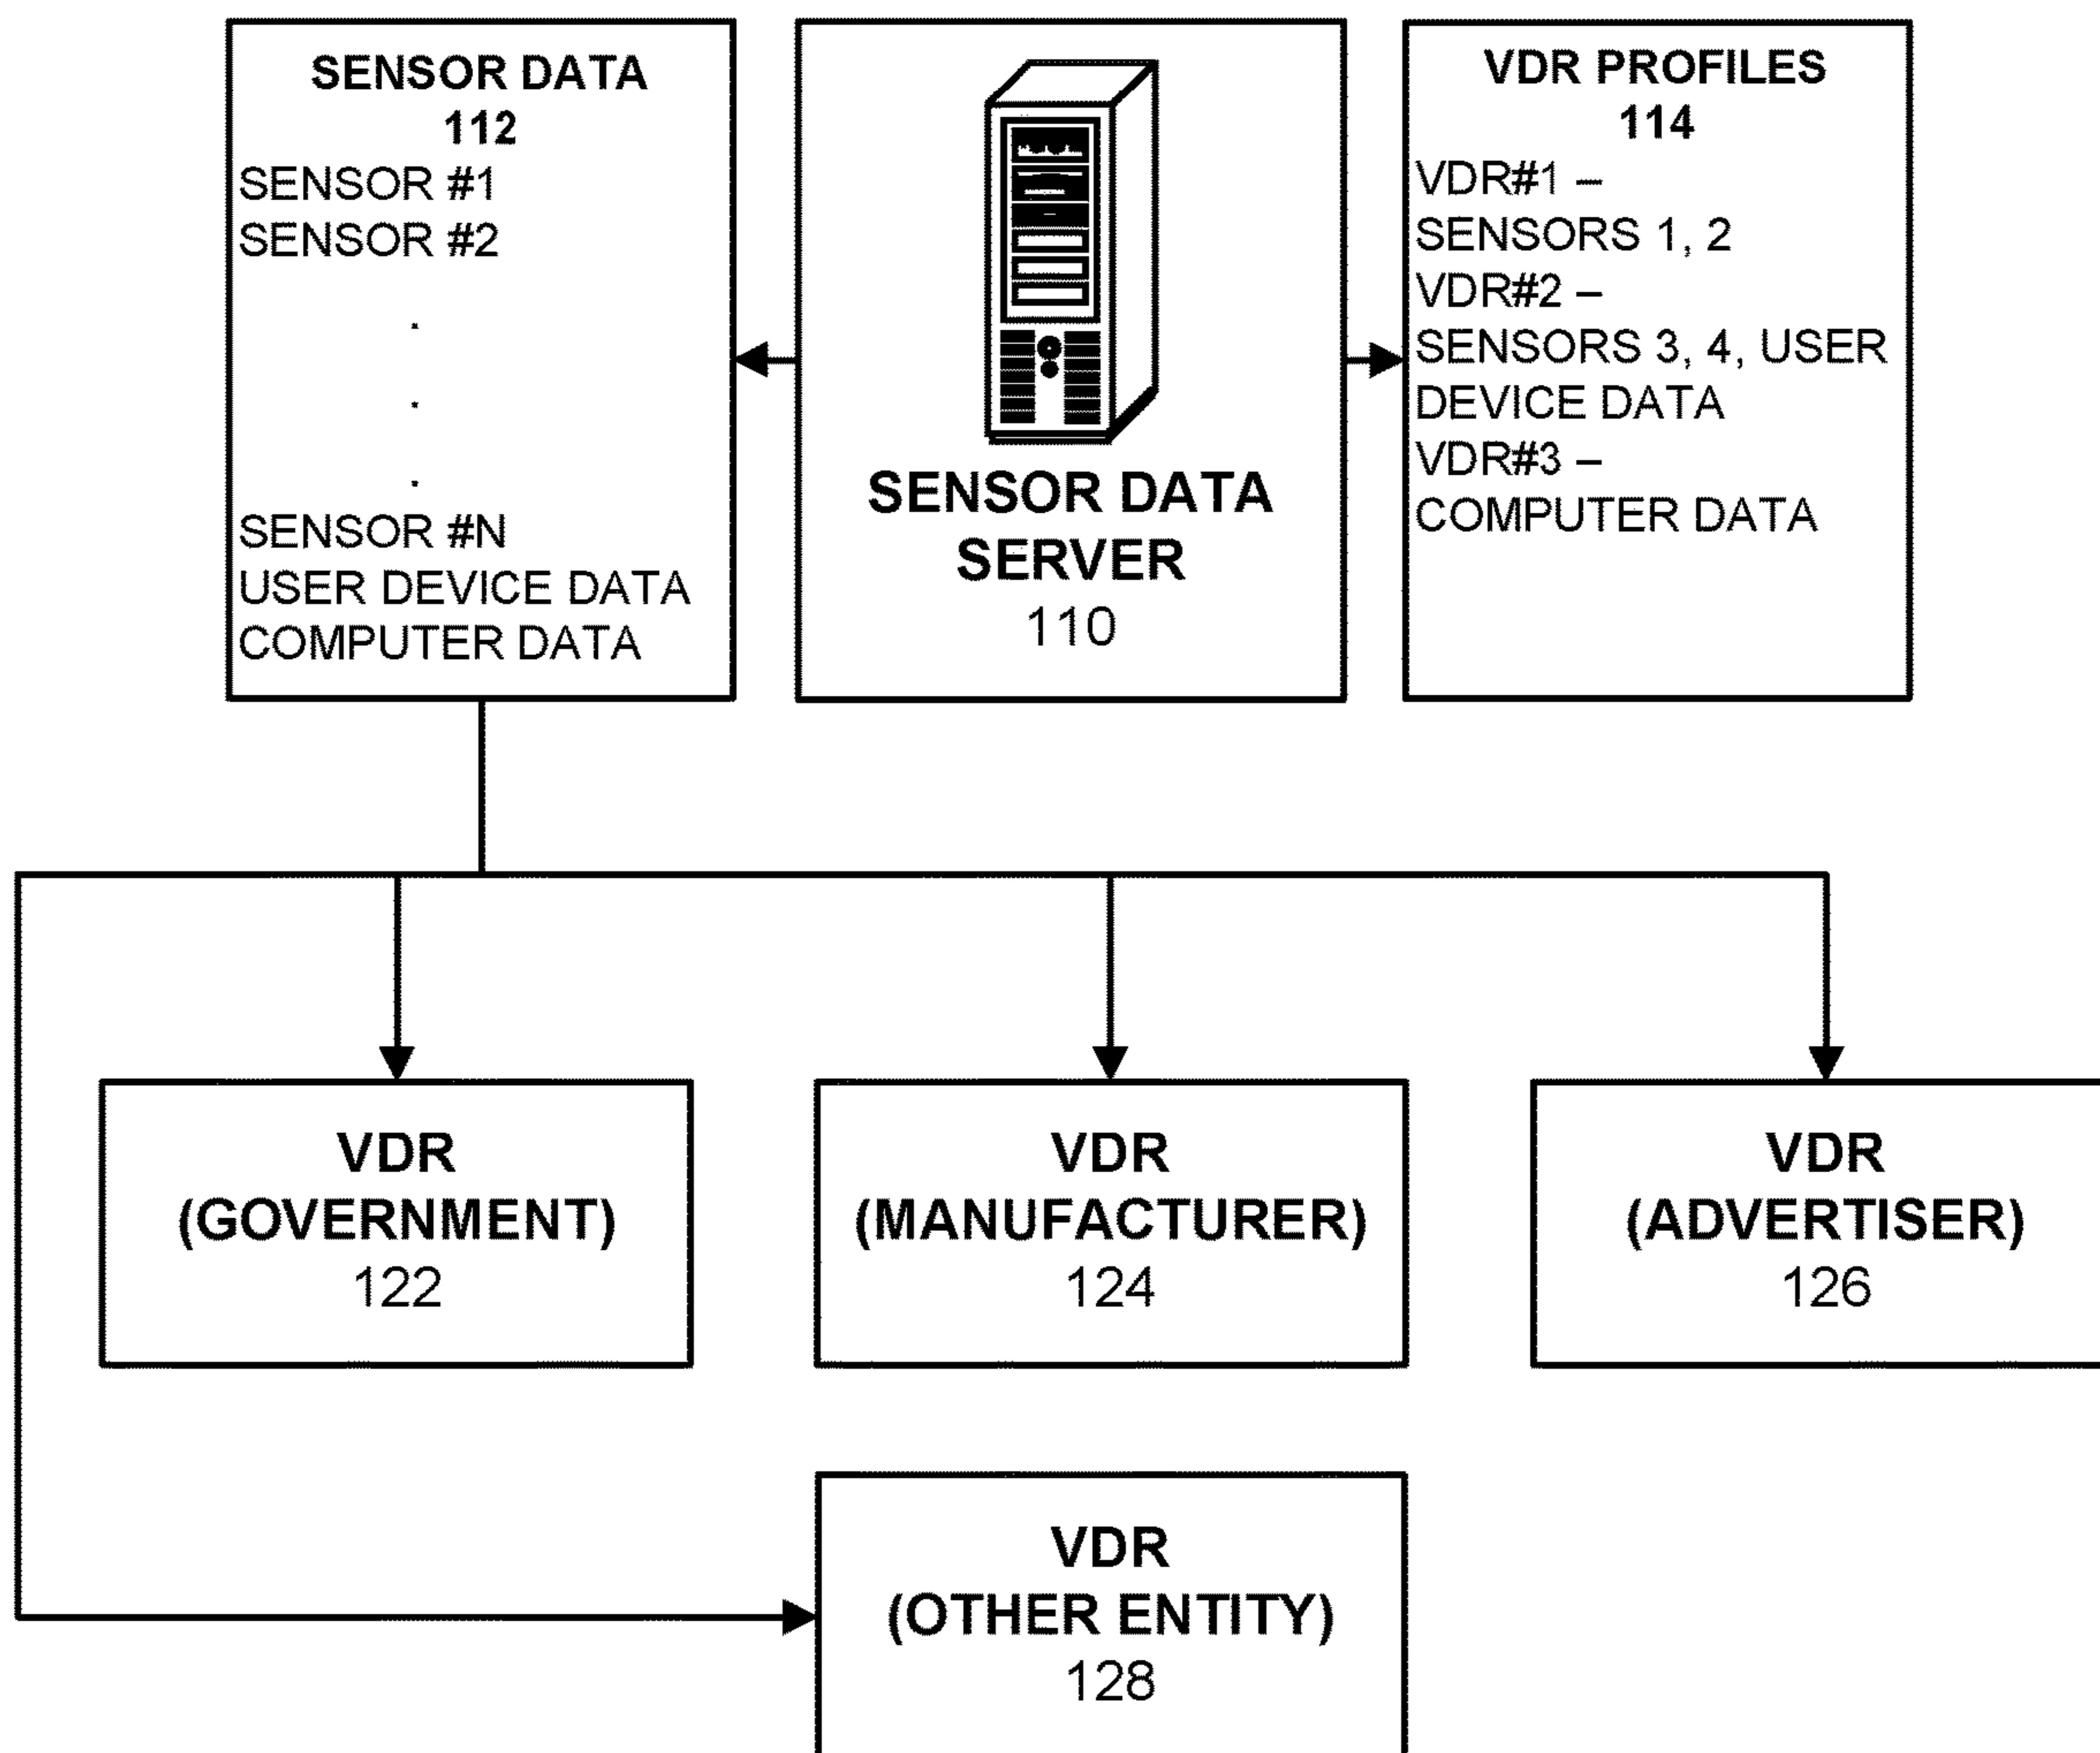 SENSOR DATA
112
SENSOR #1
SENSOR #2
.
.
.
SENSOR #N
USER DEVICE DATA
COMPUTER DATA
SENSOR DATA
SERVER
110
VDR PROFILES
114
VDR#1 –
SENSORS 1, 2
VDR#2 –
SENSORS 3, 4, USER
DEVICE DATA
VDR#3 –
COMPUTER DATA
VDR
(GOVERNMENT)
122
VDR
(MANUFACTURER)
124
VDR
(ADVERTISER)
126
VDR
(OTHER ENTITY)
128